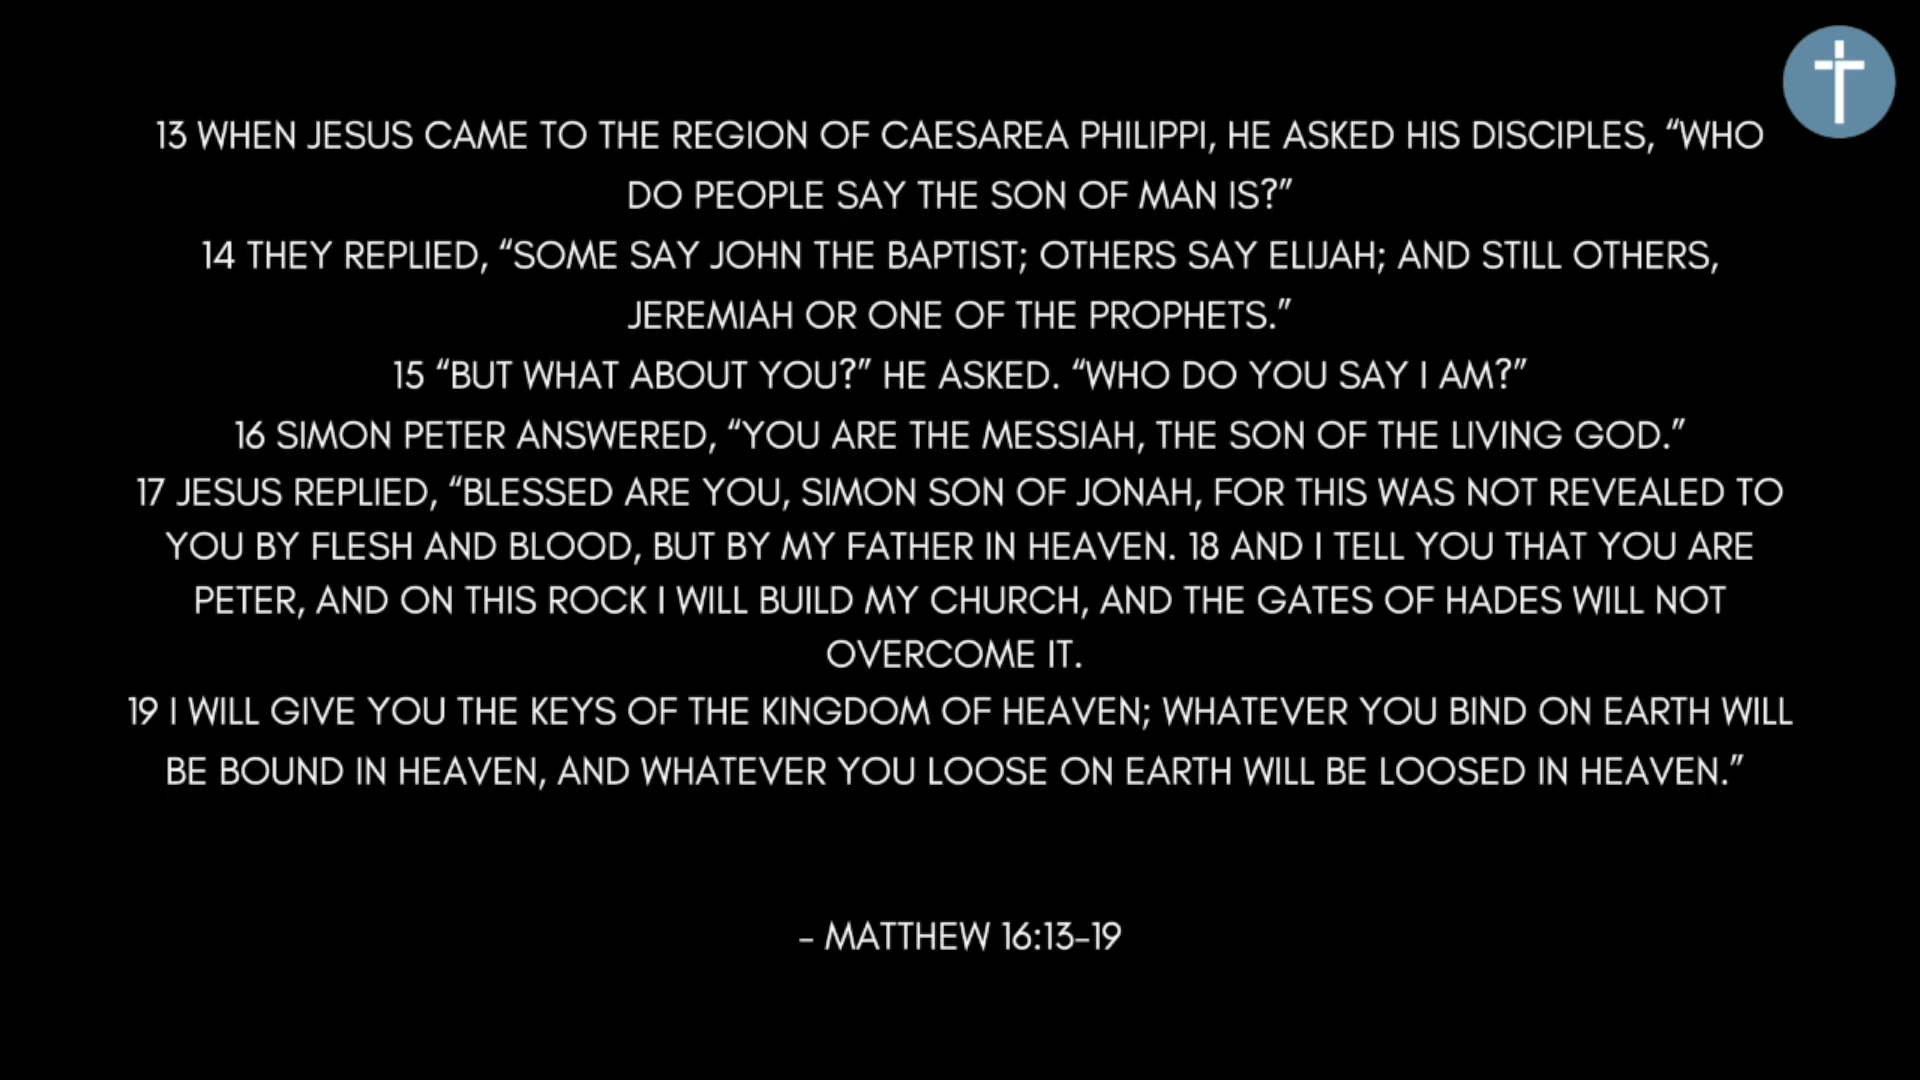 13 WHEN JESUS CAME TO THE REGION OF CAESAREA PHILIPPI, HE ASKED HIS DISCIPLES, “WHO
DO PEOPLE SAY THE SON OF MAN IS?”
14 THEY REPLIED, “SOME SAY JOHN THE BAPTIST; OTHERS SAY ELIJAH; AND STILL OTHERS,
JEREMIAH OR ONE OF THE PROPHETS.”
15 “BUT WHAT ABOUT YOU?” HE ASKED. “WHO DO YOU SAY I AM?”
16 SIMON PETER ANSWERED, “YOU ARE THE MESSIAH, THE SON OF THE LIVING GOD.”
17 JESUS REPLIED, “BLESSED ARE YOU, SIMON SON OF JONAH, FOR THIS WAS NOT REVEALED TO
YOU BY FLESH AND BLOOD, BUT BY MY FATHER IN HEAVEN. 18 AND I TELL YOU THAT YOU ARE
PETER, AND ON THIS ROCK I WILL BUILD MY CHURCH, AND THE GATES OF HADES WILL NOT
OVERCOME IT.
19 I WILL GIVE YOU THE KEYS OF THE KINGDOM OF HEAVEN; WHATEVER YOU BIND ON EARTH WILL
BE BOUND IN HEAVEN, AND WHATEVER YOU LOOSE ON EARTH WILL BE LOOSED IN HEAVEN.”
- MATTHEW 16:13-19